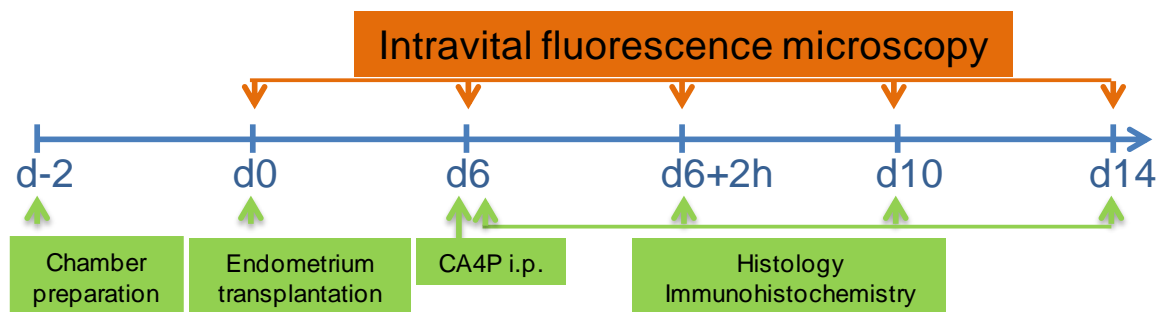 Intravital fluorescence microscopy
d-2 d0 d6 d6+2h d10 d14
Chamber
preparation
Endometrium
transplantation
CA4P i.p.
Histology
Immunohistochemistry